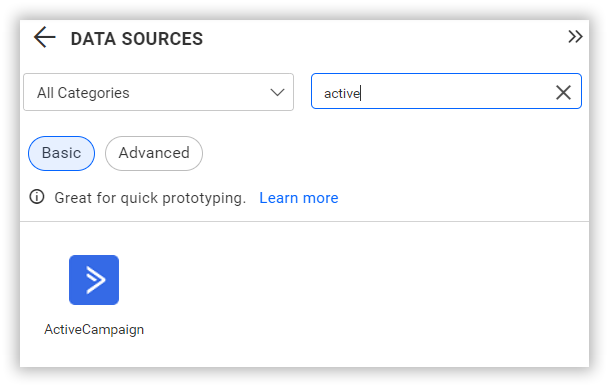 DATA SOURCES
All Categories
active
Basic
Advanced
Great for quick prototyping. Learn more
ActiveCampaign